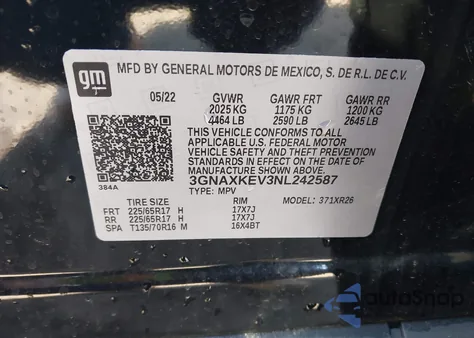 gm
MFD BY GENERAL MOTORS DE MEXICO, S. DE R.L. DE C.V.
05/22 GVWR GAWR FRT GAWR RR
2025 KG 1175 KG 1200 KG
4464 LB 2590 LB 2645 LB
THIS VEHICLE CONFORMS TO ALL
APPLICABLE U.S. FEDERAL MOTOR
VEHICLE SAFETY AND THEFT PREVENTION
STANDARDS IN EFFECT ON THE DATE OF
MANUFACTURE SHOWN ABOVE.
384A
3GNAXKEV3NL242587
TYPE: MPV
TIRE SIZE RIM MODEL: 371XR26
FRT 225/65R17 H 17X7J
RR 225/65R17 H 17X7J
SPA T135/70R16 M 16X4BT
autoSnap